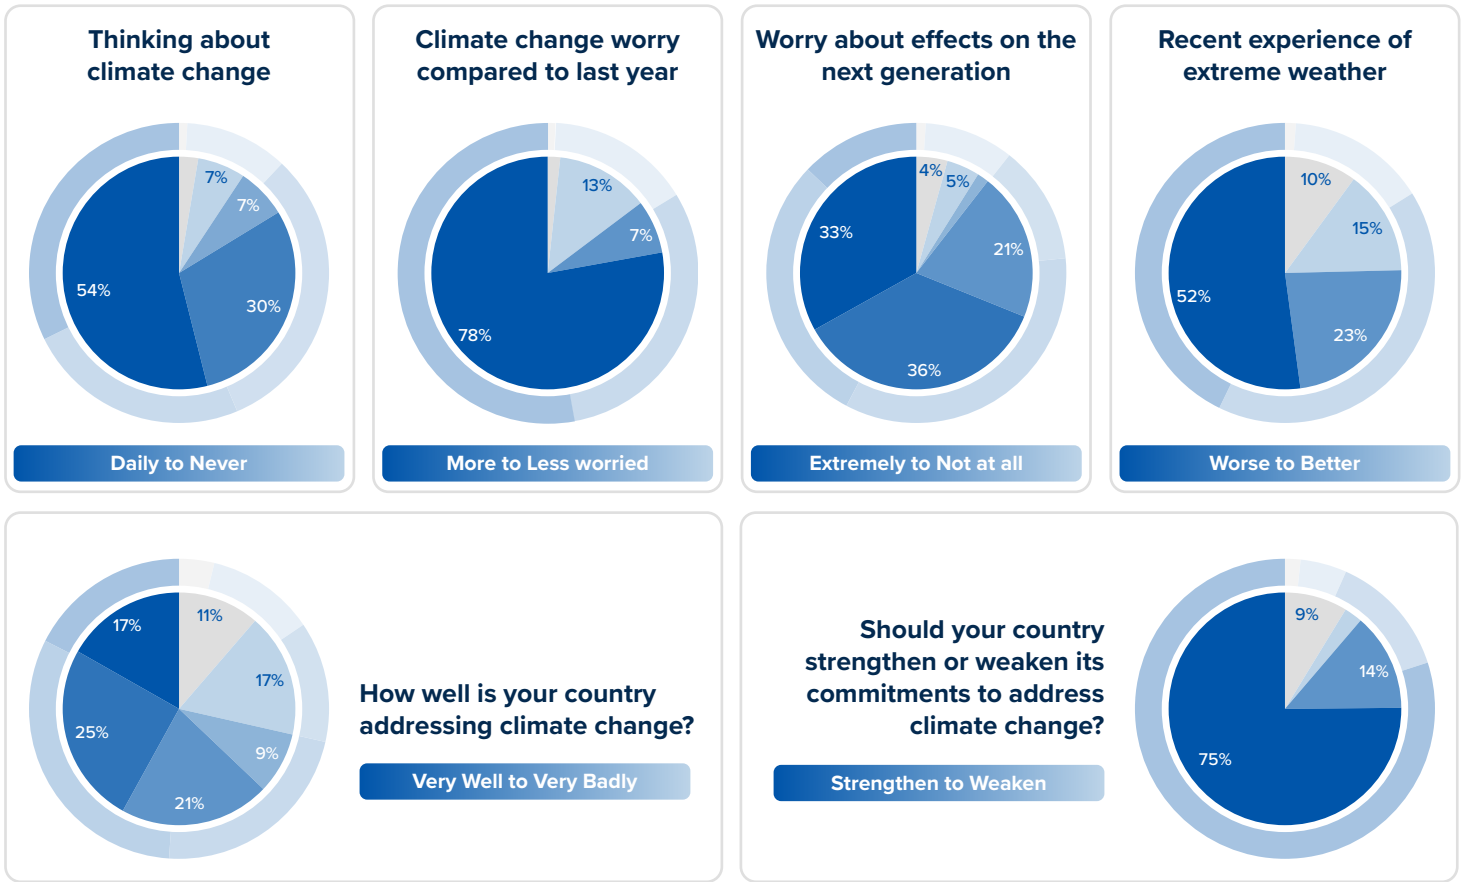 Thinking about
climate change
7%
7%
30%
54%
Daily to Never
Climate change worry
compared to last year
13%
7%
78%
More to Less worried
Worry about effects on the
next generation
4%
5%
21%
36%
33%
Extremely to Not at all
Recent experience of
extreme weather
10%
15%
23%
52%
Worse to Better
11%
17%
9%
21%
25%
17%
How well is your country
addressing climate change?
Very Well to Very Badly
Should your country
strengthen or weaken its
commitments to address
climate change?
Strengthen to Weaken
9%
14%
75%